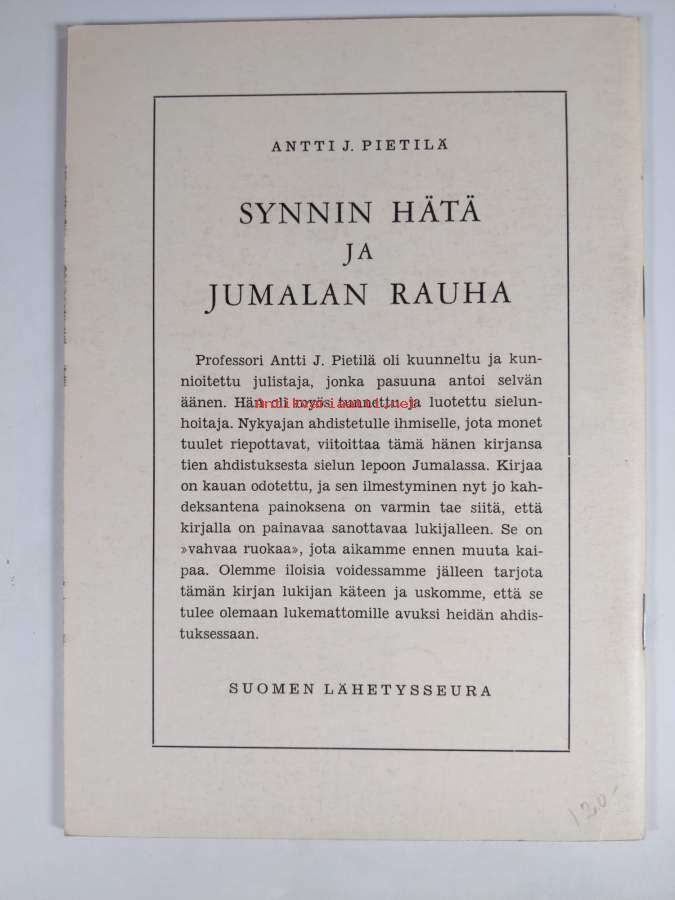 ANTTI J. PIETILÄ
SYNNIN HÄTÄ
JA
JUMALAN RAUHA
Professori Antti J. Pietilä oli kuunneltu ja kun-
nioitettu julistaja, jonka pasuuna antoi selvän
äänen. Hän oli myös tunnettu ja luotettu sielun-
Antikvariaatti.net
hoitaja. Nykyajan ahdistetulle ihmiselle, jota monet
tuulet riepottavat, viitoittaa tämä hänen kirjansa
tien ahdistuksesta sielun lepoon Jumalassa. Kirjaa
on kauan odotettu, ja sen ilmestyminen nyt jo kah-
deksantena painoksena on varmin tae siitä, että
kirjalla on painavaa sanottavaa lukijalleen. Se on
»vahvaa ruokaa», jota aikamme ennen muuta kai-
paa. Olemme iloisia voidessamme jälleen tarjota
tämän kirjan lukijan käteen ja uskomme, että se
tulee olemaan lukemattomille avuksi heidän ahdis-
tuksessaan.
SUOMEN LÄHETYSSEURA
120-